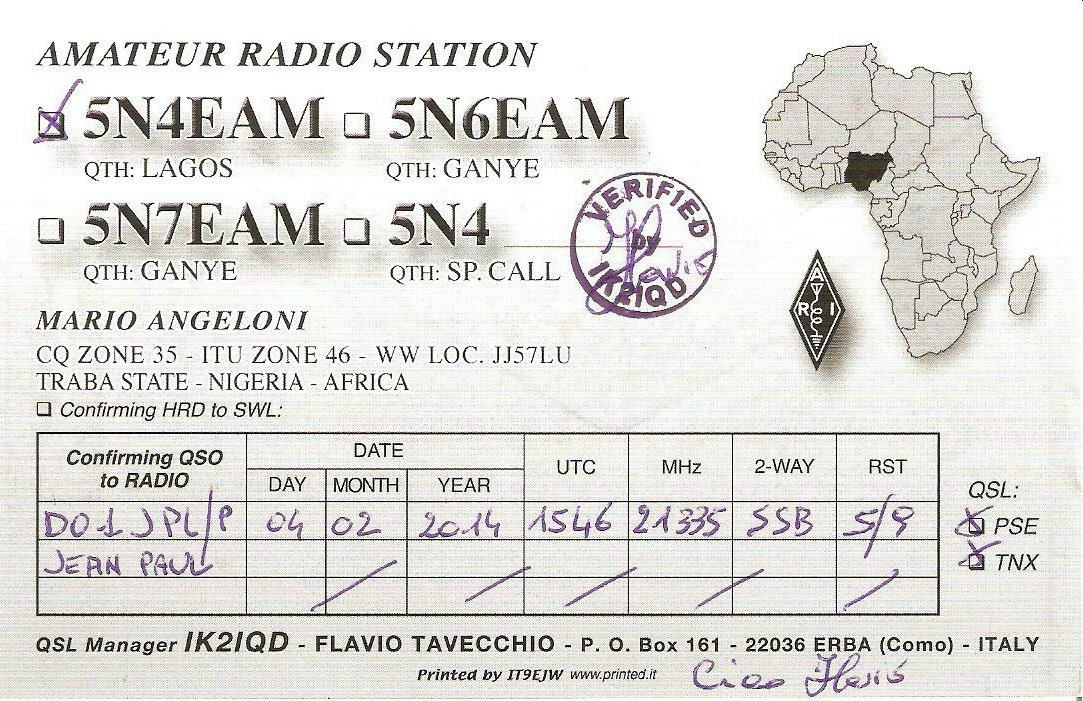 AMATEUR RADIO STATION
5N4EAM 5N6EAM
QTH: LAGOS QTH: GANYE
5N7EAM 5N4
QTH: GANYE QTH: SP. CALL
VERIFIED
by
IK2IQD
MARIO ANGELONI
CQ ZONE 35 - ITU ZONE 46 - WW LOC. JJ57LU
TRABA STATE - NIGERIA - AFRICA
Confirming HRD to SWL:
A
R I
Confirming QSO to RADIO DATE UTC MHz 2-WAY RST
DAY MONTH YEAR
QSL:
DO1JPL/P 04 02 2014 1546 21335 SSB 5/9
PSE
JEAN PAUL
TNX
QSL Manager IK2IQD - FLAVIO TAVECCHIO - P. O. Box 161 - 22036 ERBA (Como) - ITALY
Printed by IT9EJW www.printed.it
Ciao Flavio